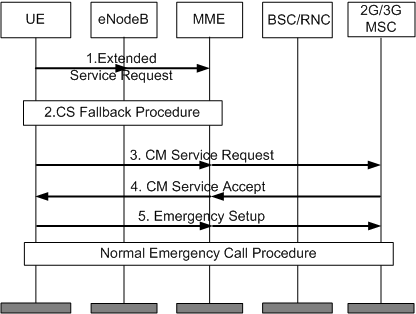 UE
eNodeB
MME
BSC/RNC
2G/3G
MSC
1.Extended
Service Request
2.CS Fallback Procedure
3. CM Service Request
4. CM Service Accept
5. Emergency Setup
Normal Emergency Call Procedure